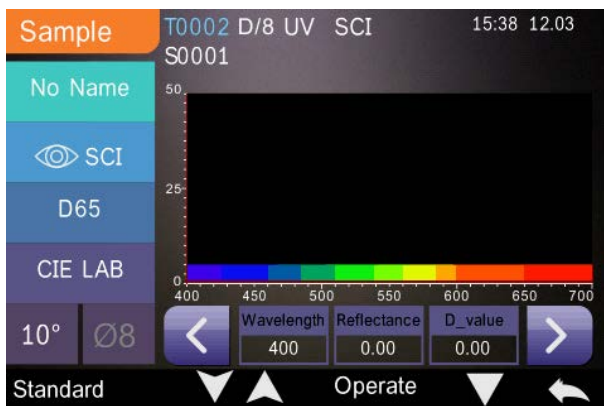 Sample
T0002 D/8 UV SCI 15:38 12.03
S0001
No Name
SCI
D65
CIE LAB
10° Ø8
50
25
0
400 450 500 550 600 650 700
Wavelength Reflectance D_value
400 0.00 0.00
Standard Operate